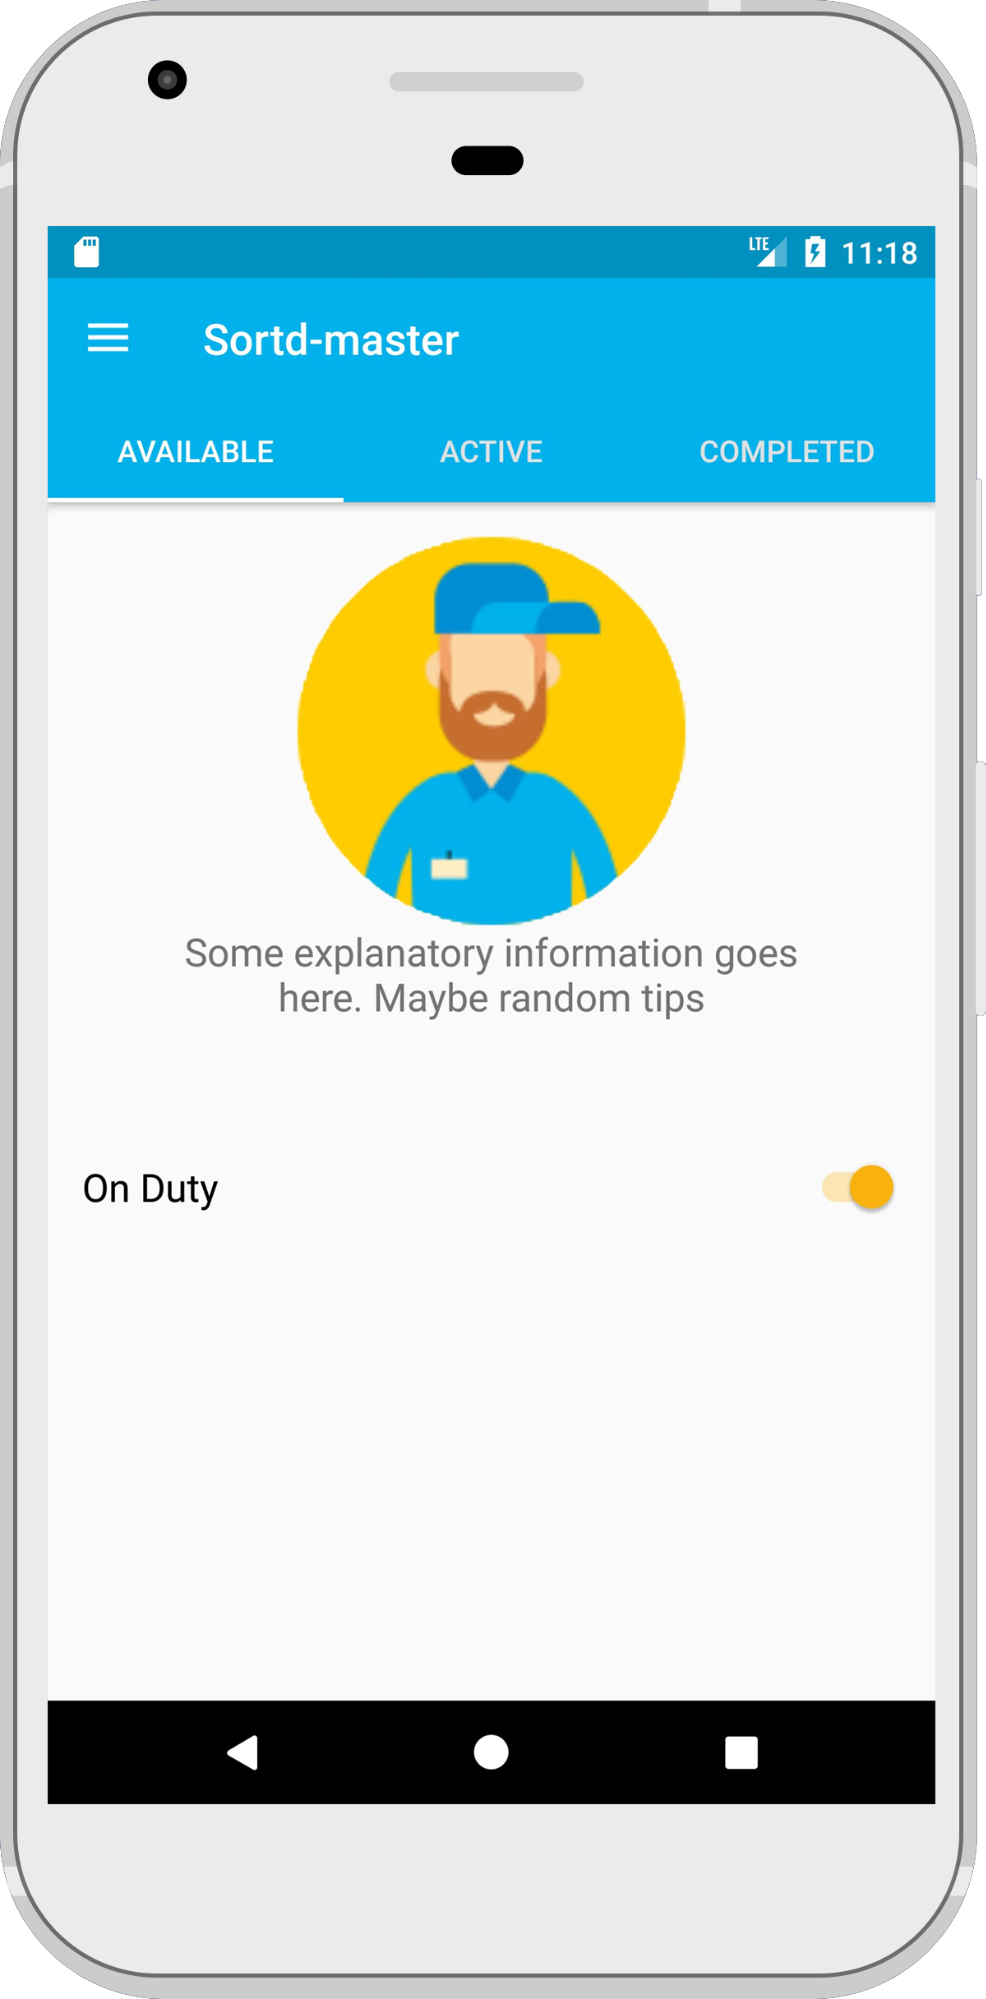 LTE 11:18
Sortd-master
AVAILABLE ACTIVE COMPLETED
Some explanatory information goes
here. Maybe random tips
On Duty